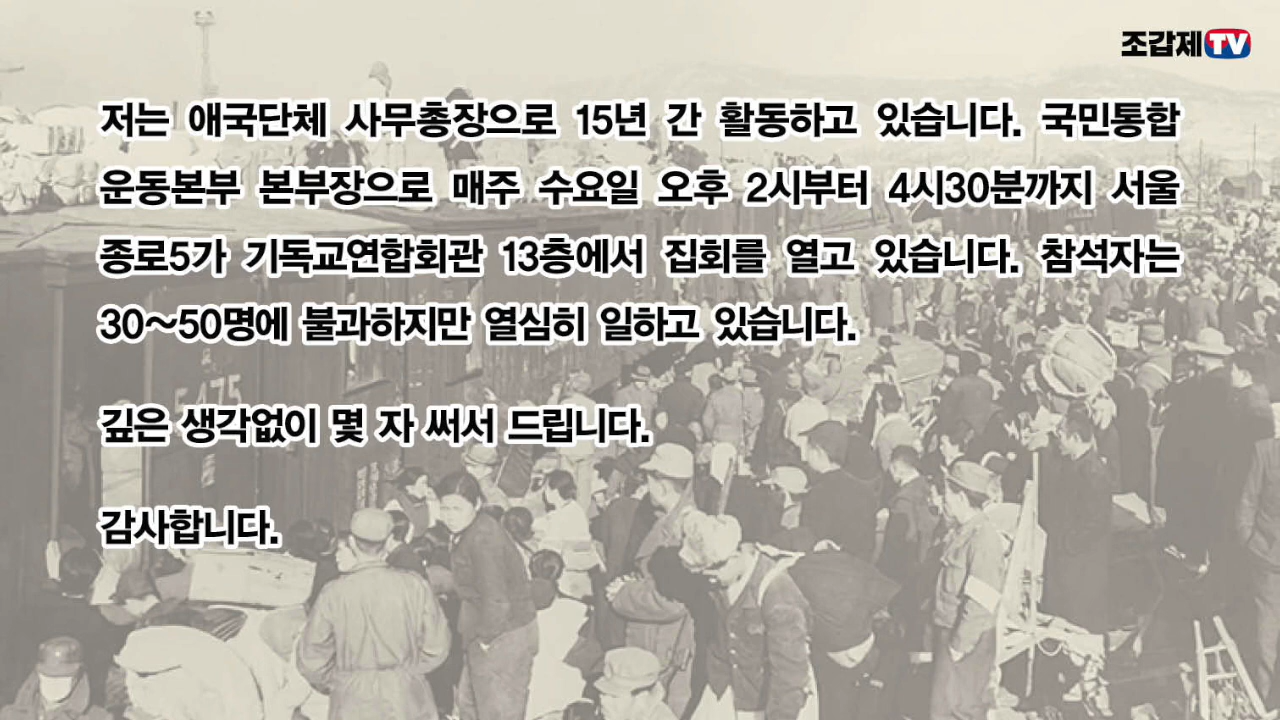 조갑제TV
저는 애국단체 사무총장으로 15년 간 활동하고 있습니다. 국민통합
운동본부 본부장으로 매주 수요일 오후 2시부터 4시30분까지 서울
종로5가 기독교연합회관 13층에서 집회를 열고 있습니다. 참석자는
30~50명에 불과하지만 열심히 일하고 있습니다.
깊은 생각없이 몇 자 써서 드립니다.
감사합니다.
5475